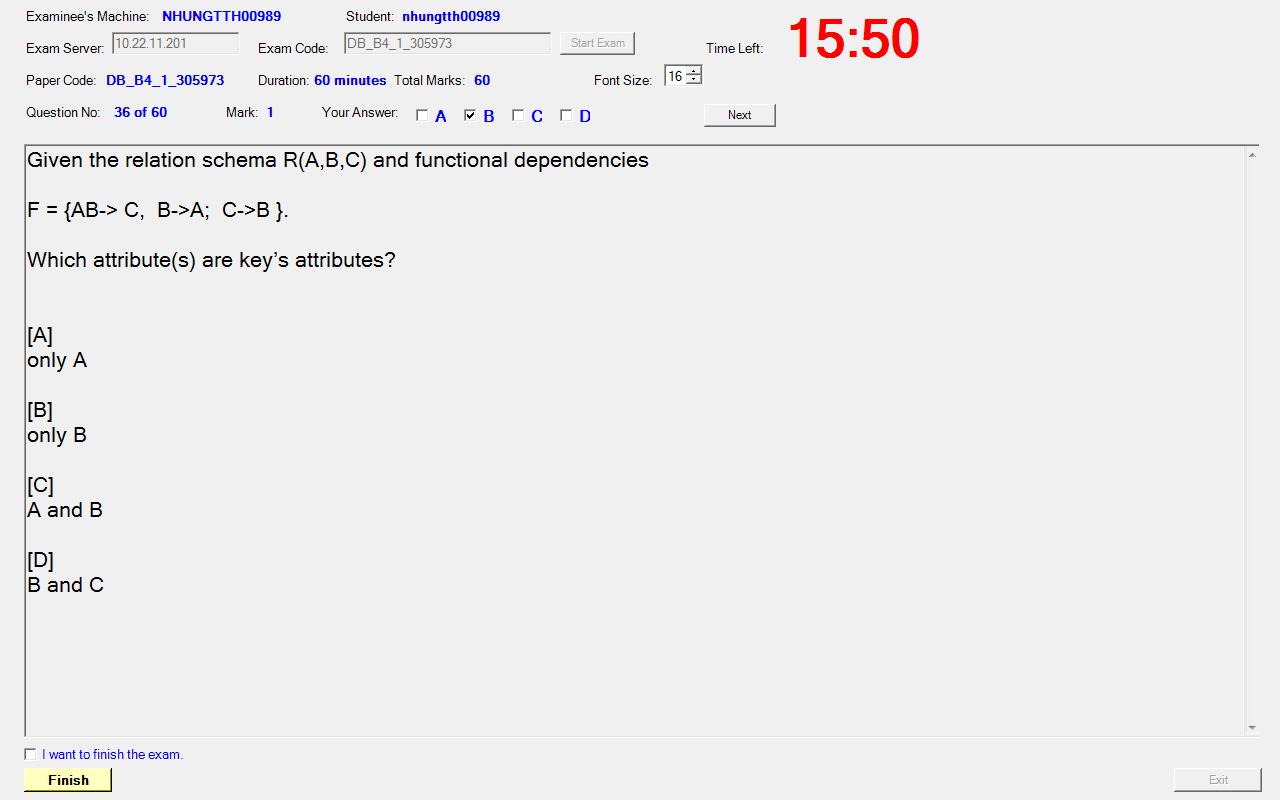 Examinee's Machine: NHUNGTTH00989 Student: nhungtth00989
Exam Server: 10.22.11.201 Exam Code: DB_B4_1_305973 Start Exam Time Left: 15:50
Paper Code: DB_B4_1_305973 Duration: 60 minutes Total Marks: 60 Font Size: 16
Question No: 36 of 60 Mark: 1 Your Answer: A B C D Next
Given the relation schema R(A,B,C) and functional dependencies
F = {AB-> C,  B->A;  C->B }.
Which attribute(s) are key’s attributes?
[A]
only A
[B]
only B
[C]
A and B
[D]
B and C
I want to finish the exam.
Finish Exit